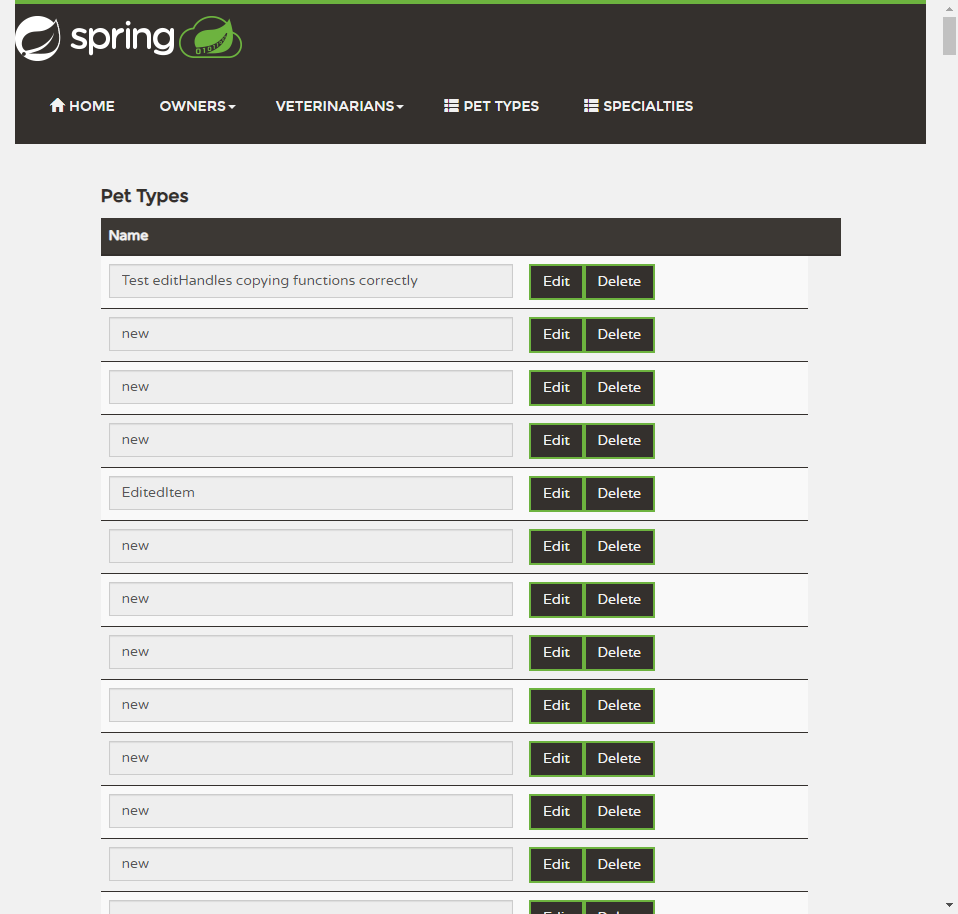 spring
HOME OWNERS VETERINARIANS PET TYPES SPECIALTIES
Pet Types
Name
Test editHandles copying functions correctly Edit Delete
new Edit Delete
new Edit Delete
new Edit Delete
EditedItem Edit Delete
new Edit Delete
new Edit Delete
new Edit Delete
new Edit Delete
new Edit Delete
new Edit Delete
new Edit Delete
Edit Delete